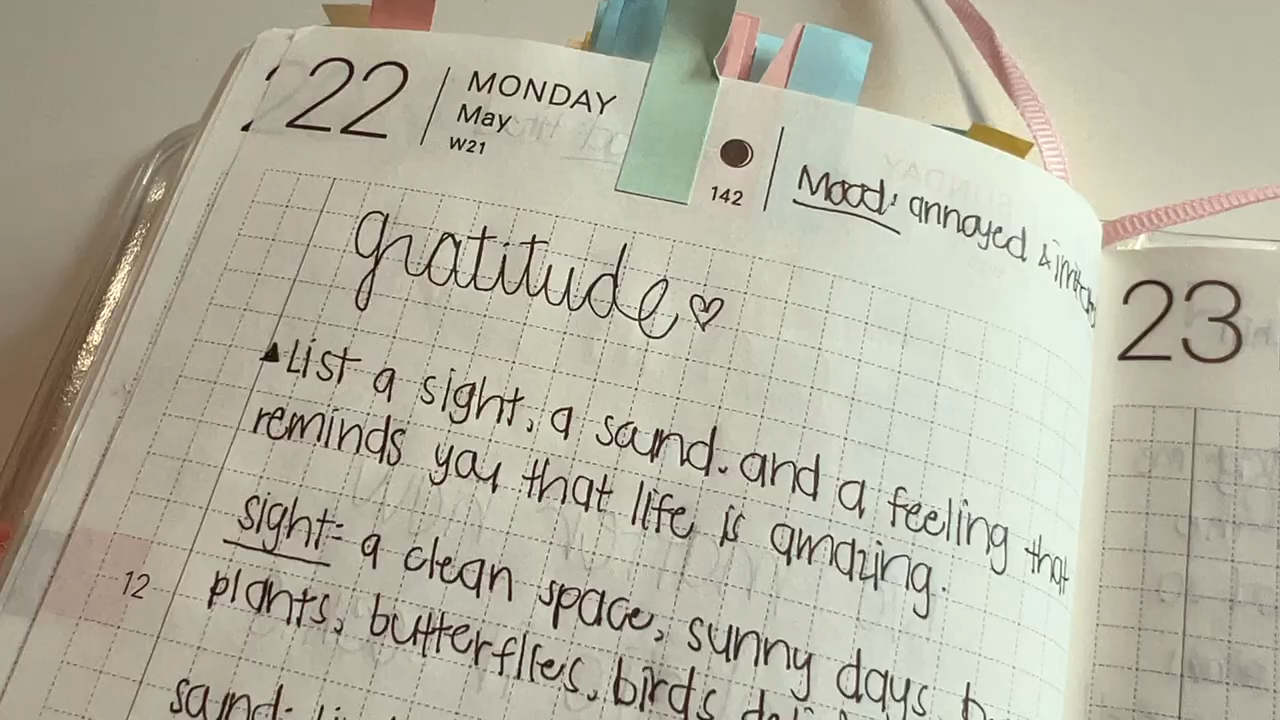 22
MONDAY
May
W21
142
Mood: annoyed &
23
gratitude
List a sight, a sound, and a feeling that
reminds you that life is amazing.
sight: a clean space, sunny days,
12
plants, butterflies, birds,
sound: